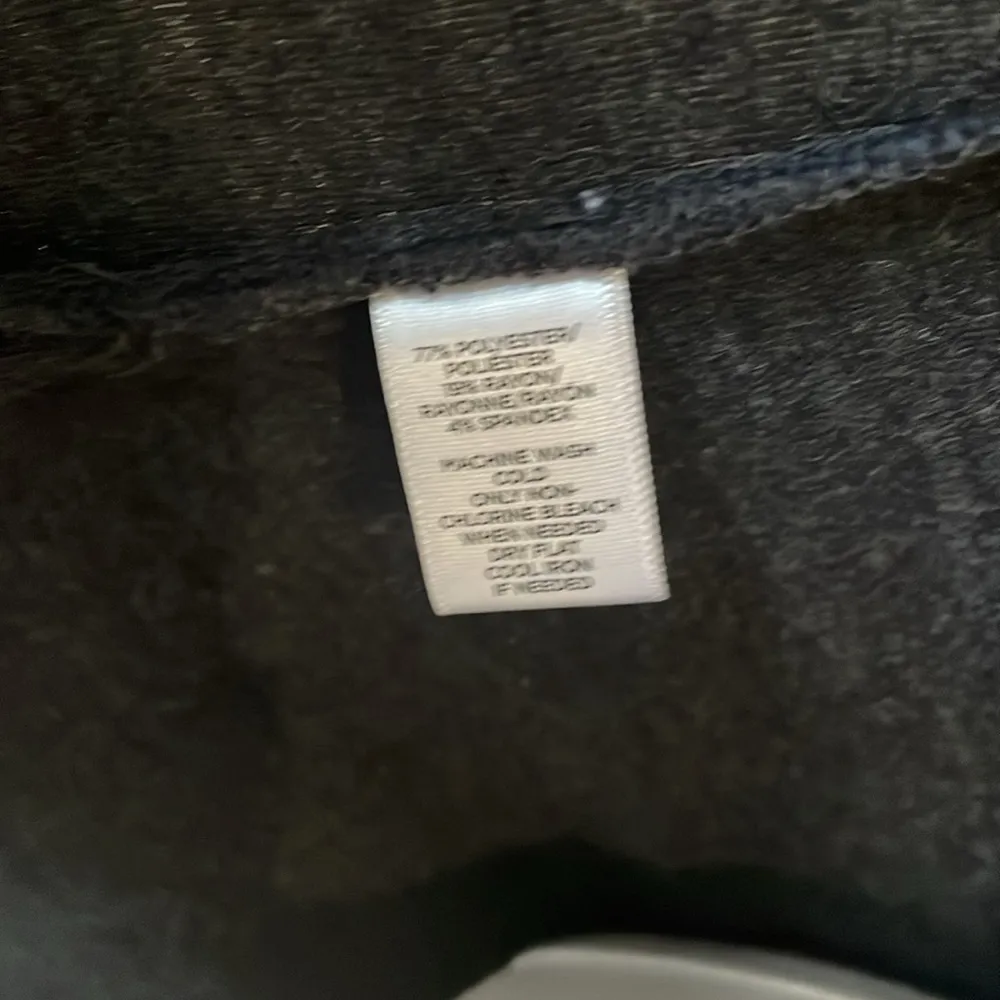 77% POLYESTER/
POLIESTER
19% RAYON/
RAYONNE/RAYON
4% SPANDEX
MACHINE WASH
COLD
ONLY NON-
CHLORINE BLEACH
WHEN NEEDED
DRY FLAT
COOL IRON
IF NEEDED